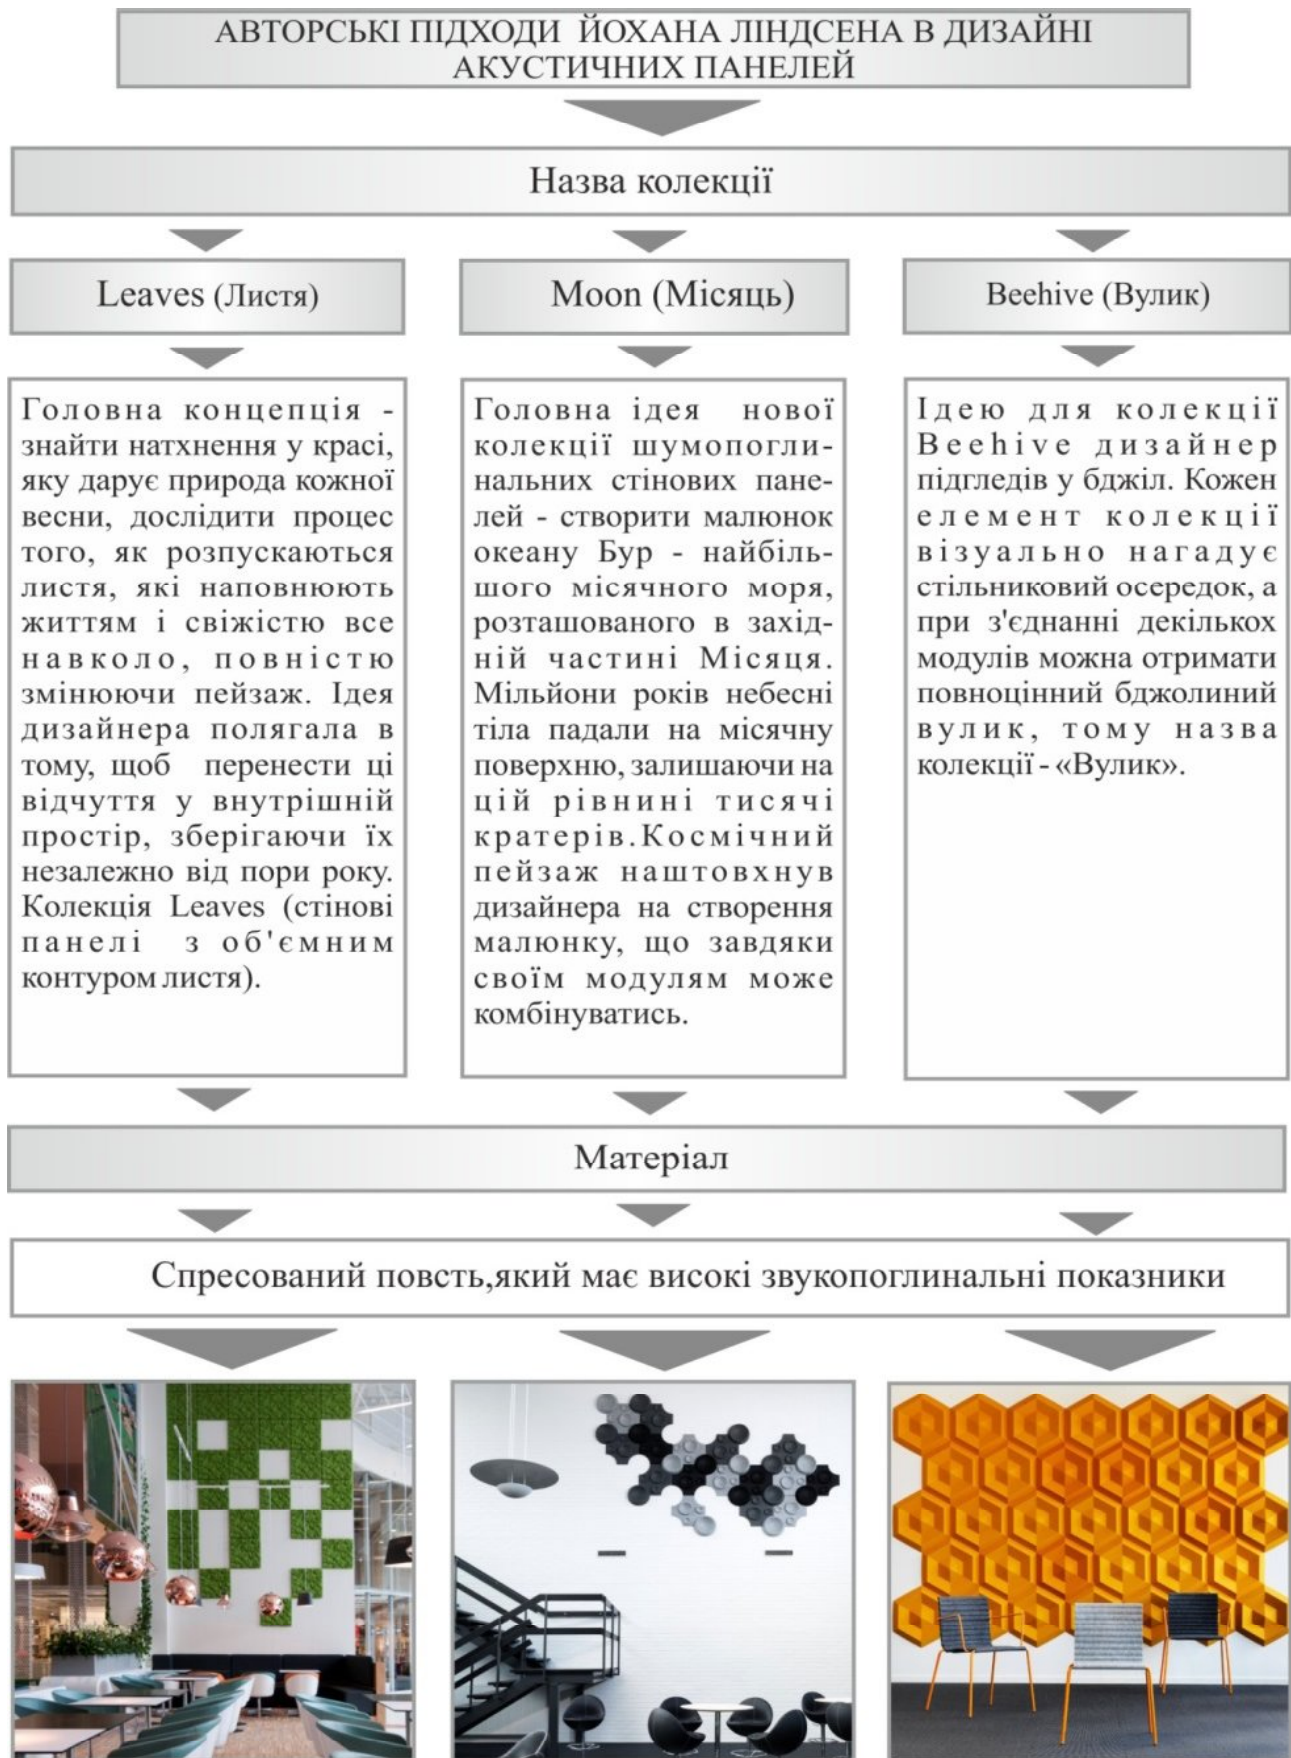 АВТОРСЬКІ ПІДХОДИ ЙОХАНА ЛІНДСЕНА В ДИЗАЙНІ
АКУСТИЧНИХ ПАНЕЛЕЙ
Назва колекції
Leaves (Листя)
Головна концепція -
знайти натхнення у красі,
яку дарує природа кожної
весни, дослідити процес
того, як розпускаються
листя, які наповнюють
життям і свіжістю все
навколо, повністю
змінюючи пейзаж. Ідея
дизайнера полягала в
тому, щоб перенести ці
відчуття у внутрішній
простір, зберігаючи їх
незалежно від пори року.
Колекція Leaves (стінові
панелі з об'ємним
контуром листя).
Moon (Місяць)
Головна ідея нової
колекції шумопогли-
нальних стінових пане-
лей - створити малюнок
океану Бур - найбіль-
шого місячного моря,
розташованого в захід-
ній частині Місяця.
Мільйони років небесні
тіла падали на місячну
поверхню, залишаючи на
цій рівнині тисячі
кратерів.Космічний
пейзаж наштовхнув
дизайнера на створення
малюнку, що завдяки
своїм модулям може
комбінуватись.
Beehive (Вулик)
Ідею для колекції
Beehive дизайнер
підгледів у бджіл. Кожен
елемент колекції
візуально нагадує
стільниковий осередок, а
при з'єднанні декількох
модулів можна отримати
повноцінний бджолиний
вулик, тому назва
колекції - «Вулик».
Матеріал
Спресований повсть,який має високі звукопоглинальні показники